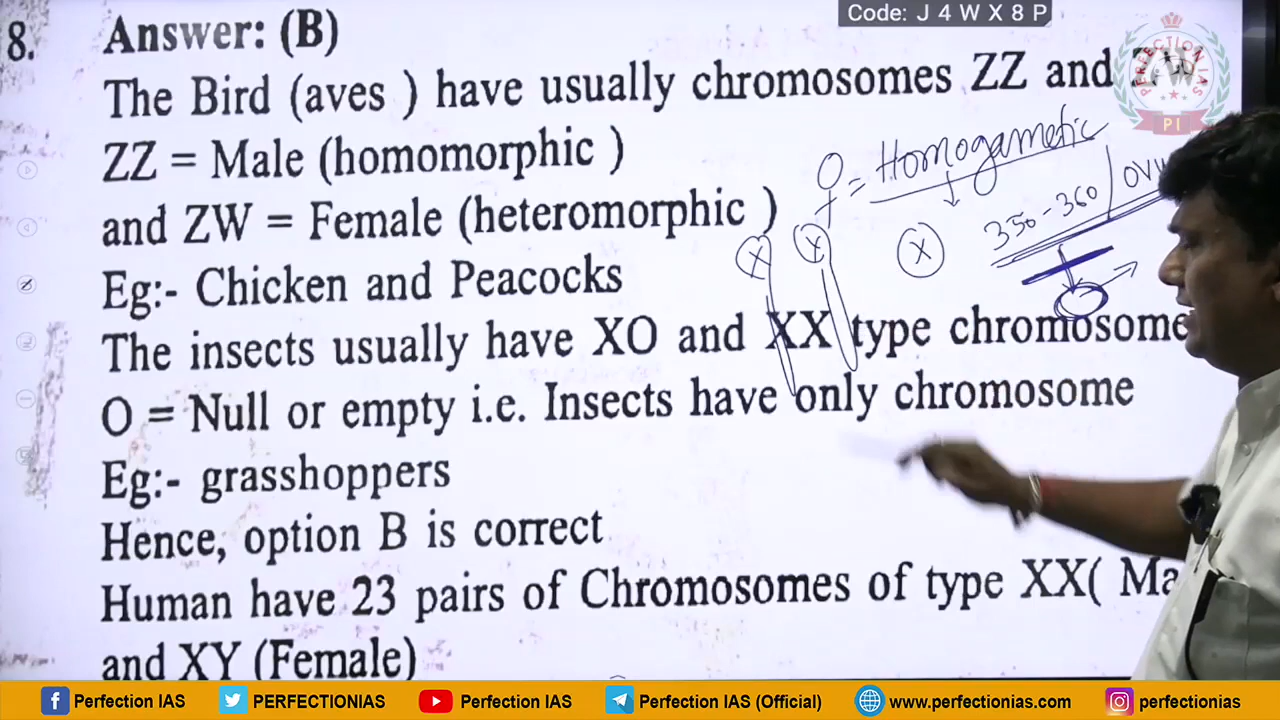 Code: J 4 W X 8 P
PERFECTION IAS
PI
8. Answer: (B)
The Bird (aves ) have usually chromosomes ZZ and
ZZ = Male (homomorphic )
and ZW = Female (heteromorphic )
♀ = Homogametic
X X X
350-360
Eg:- Chicken and Peacocks
The insects usually have XO and XX type chromosome
O = Null or empty i.e. Insects have only chromosome
Eg:- grasshoppers
Hence, option B is correct
Human have 23 pairs of Chromosomes of type XX( Ma
and XY (Female)
Perfection IAS PERFECTIONIAS Perfection IAS Perfection IAS (Official) www.perfectionias.com perfectionias